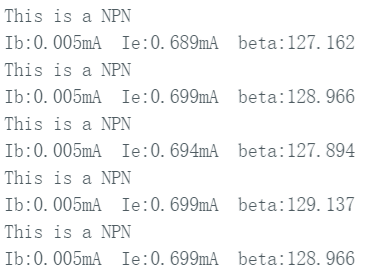 This is a NPN
Ib:0.005mA  Ie:0.689mA  beta:127.162
This is a NPN
Ib:0.005mA  Ie:0.699mA  beta:128.966
This is a NPN
Ib:0.005mA  Ie:0.694mA  beta:127.894
This is a NPN
Ib:0.005mA  Ie:0.699mA  beta:129.137
This is a NPN
Ib:0.005mA  Ie:0.699mA  beta:128.966